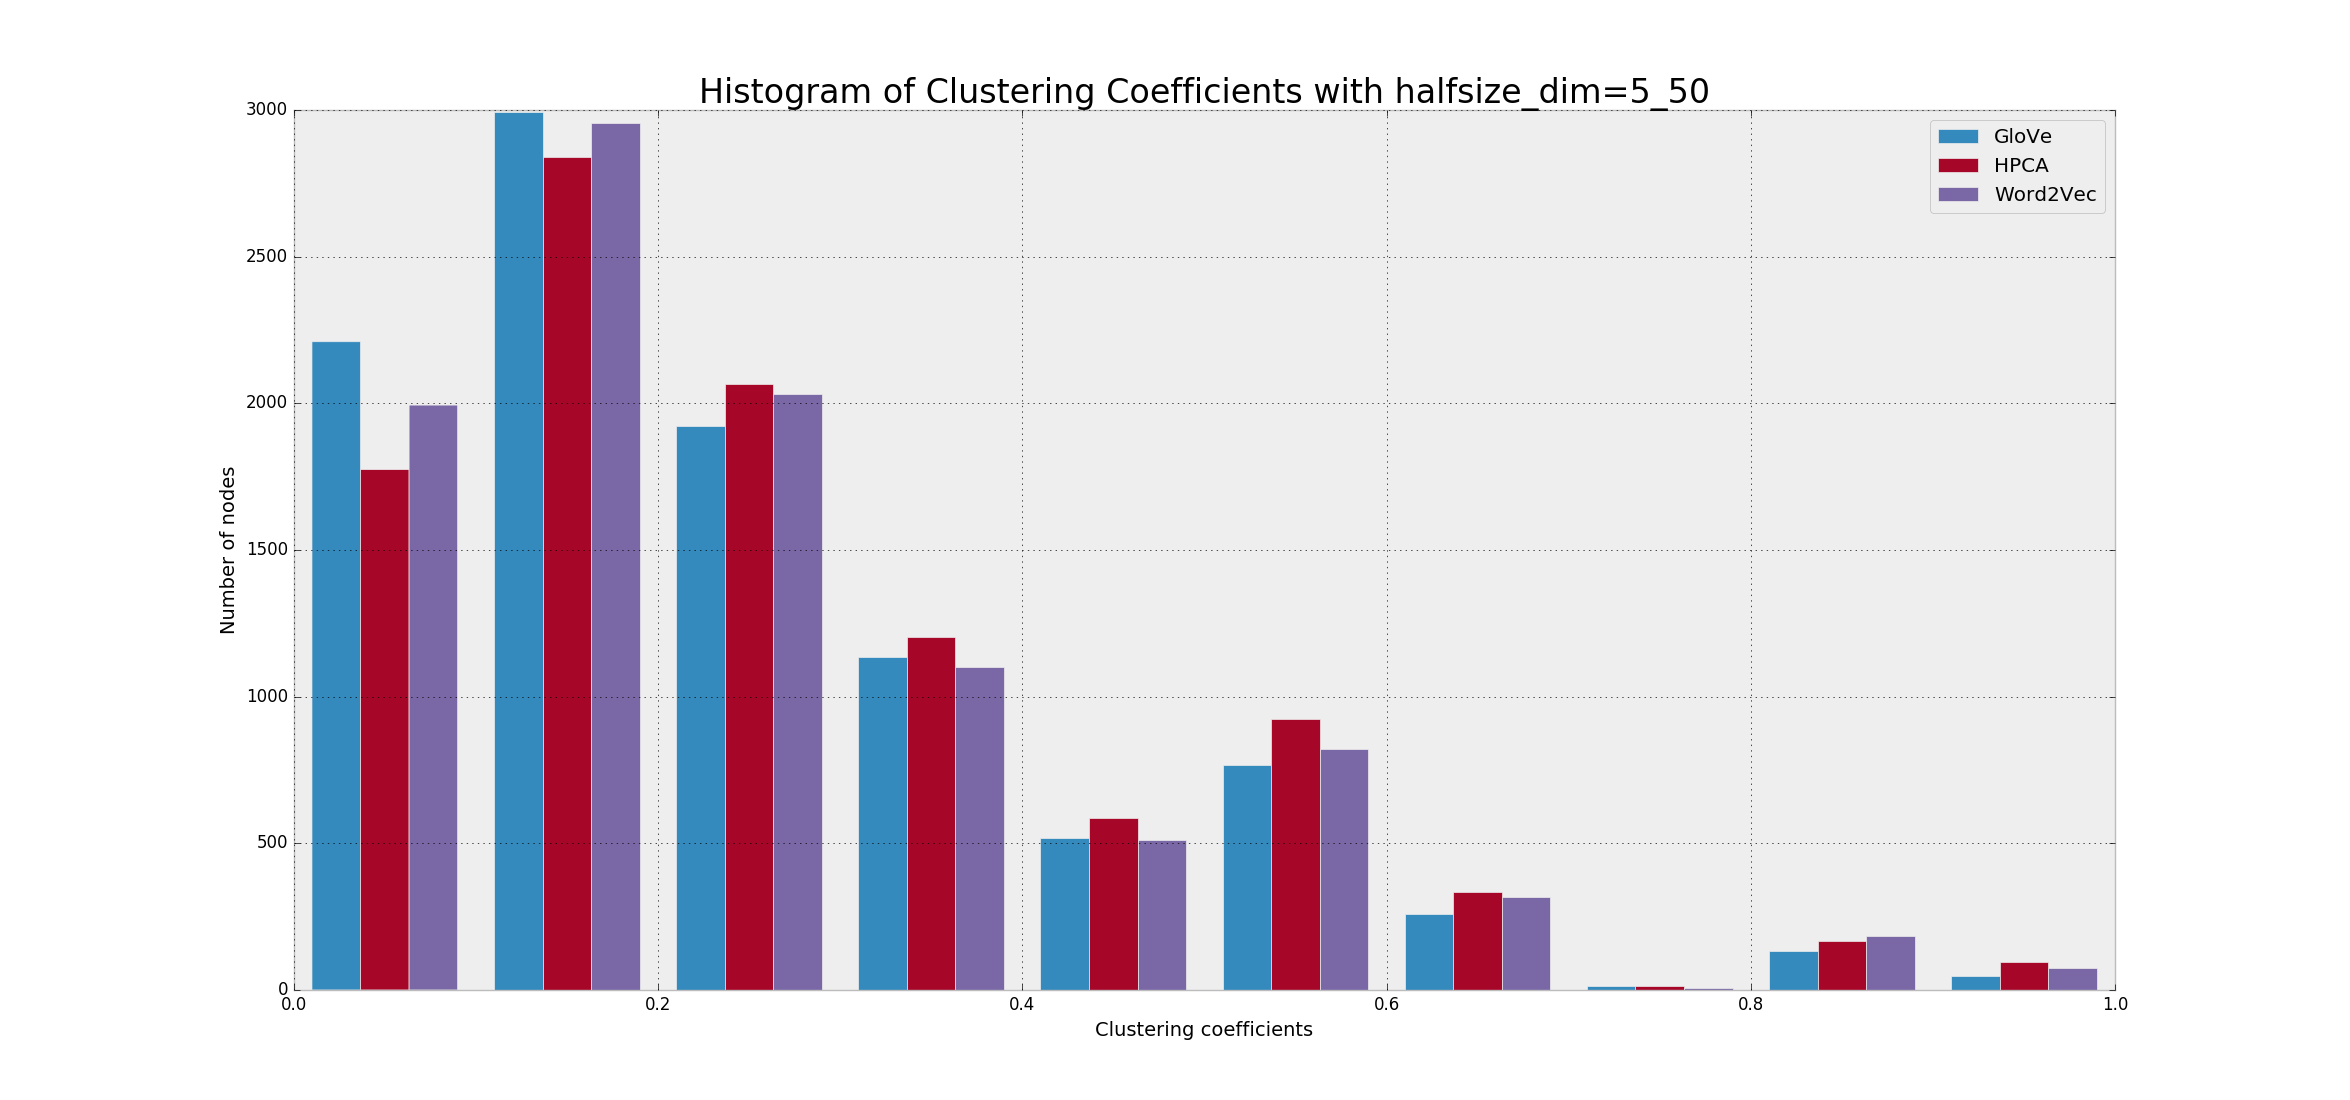 Histogram of Clustering Coefficients with halfsize_dim=5_50
GloVe
HPCA
Word2Vec
3000
2500
2000
1500
1000
500
0
Number of nodes
0.0 0.2 0.4 0.6 0.8 1.0
Clustering coefficients